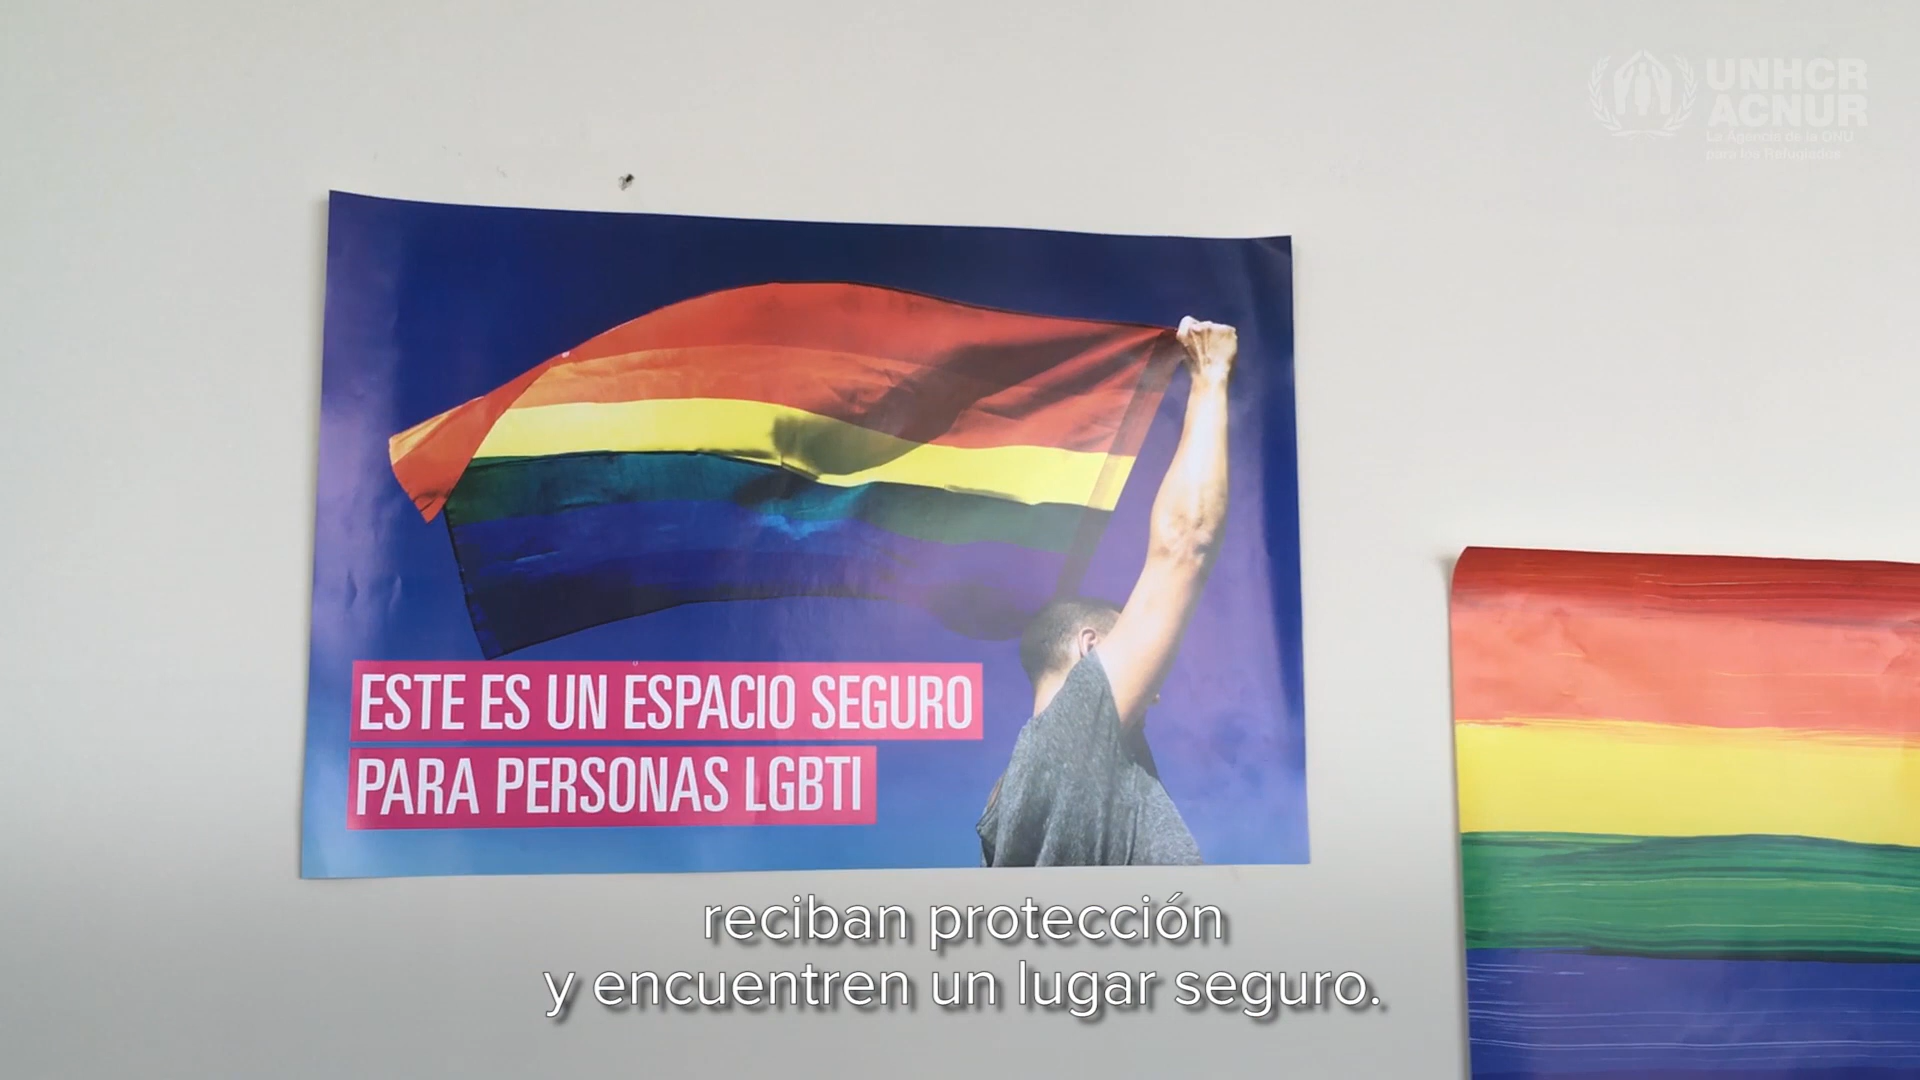 UNHCR
ACNUR
La Agencia de la ONU
para los Refugiados
ESTE ES UN ESPACIO SEGURO
PARA PERSONAS LGBTI
reciban protección
y encuentren un lugar seguro.